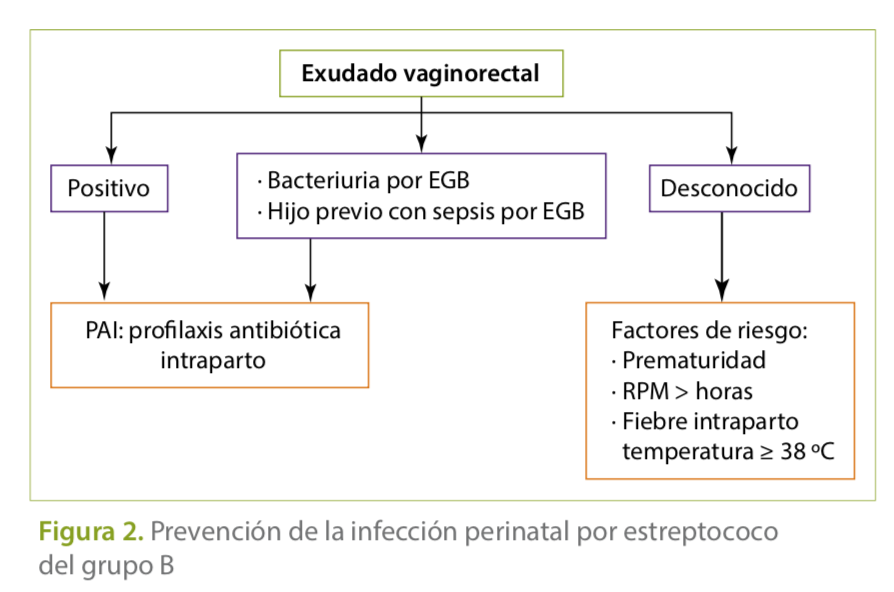 Exudado vaginorectal
Positivo
· Bacteriuria por EGB
· Hijo previo con sepsis por EGB
Desconocido
PAI: profilaxis antibiótica
intraparto
Factores de riesgo:
· Prematuridad
· RPM > horas
· Fiebre intraparto
temperatura ≥ 38 ºC
Figura 2. Prevención de la infección perinatal por estreptococo
del grupo B